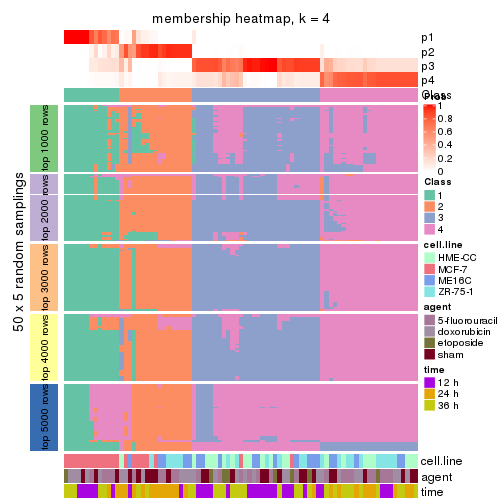 membership heatmap, k = 4
p1
p2
p3
p4
Class
Prob
1
0.8
0.6
0.4
0.2
0
Class
1
2
3
4
cell.line
HME-CC
MCF-7
ME16C
ZR-75-1
agent
5-fluorouracil
doxorubicin
etoposide
sham
time
12 h
24 h
36 h
50 x 5 random samplings
top 1000 rows
top 2000 rows
top 3000 rows
top 4000 rows
top 5000 rows
cell.line
agent
time